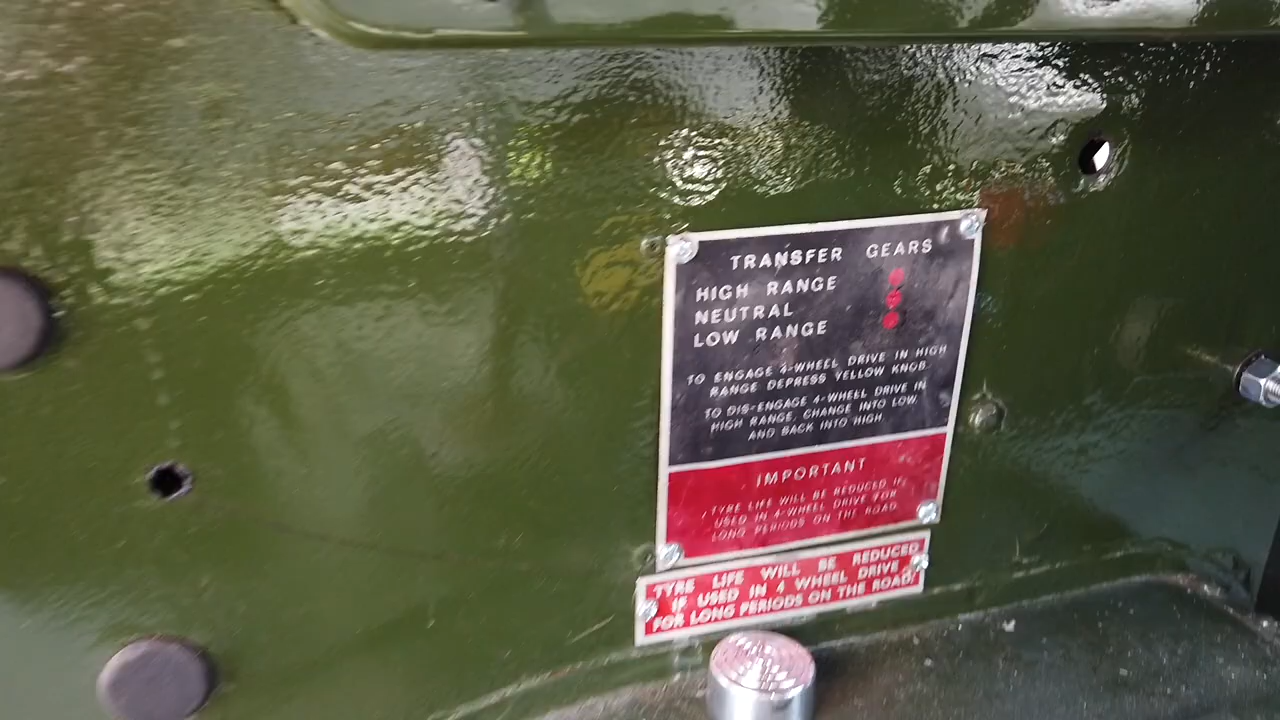 TRANSFER GEARS
HIGH RANGE
NEUTRAL
LOW RANGE
TO ENGAGE 4-WHEEL DRIVE IN HIGH
RANGE DEPRESS YELLOW KNOB.
TO DIS-ENGAGE 4-WHEEL DRIVE IN
HIGH RANGE, CHANGE INTO LOW,
AND BACK INTO HIGH.
IMPORTANT
TYRE LIFE WILL BE REDUCED IF
USED IN 4-WHEEL DRIVE FOR
LONG PERIODS ON THE ROAD
TYRE LIFE WILL BE REDUCED
IF USED IN 4 WHEEL DRIVE
FOR LONG PERIODS ON THE ROAD!